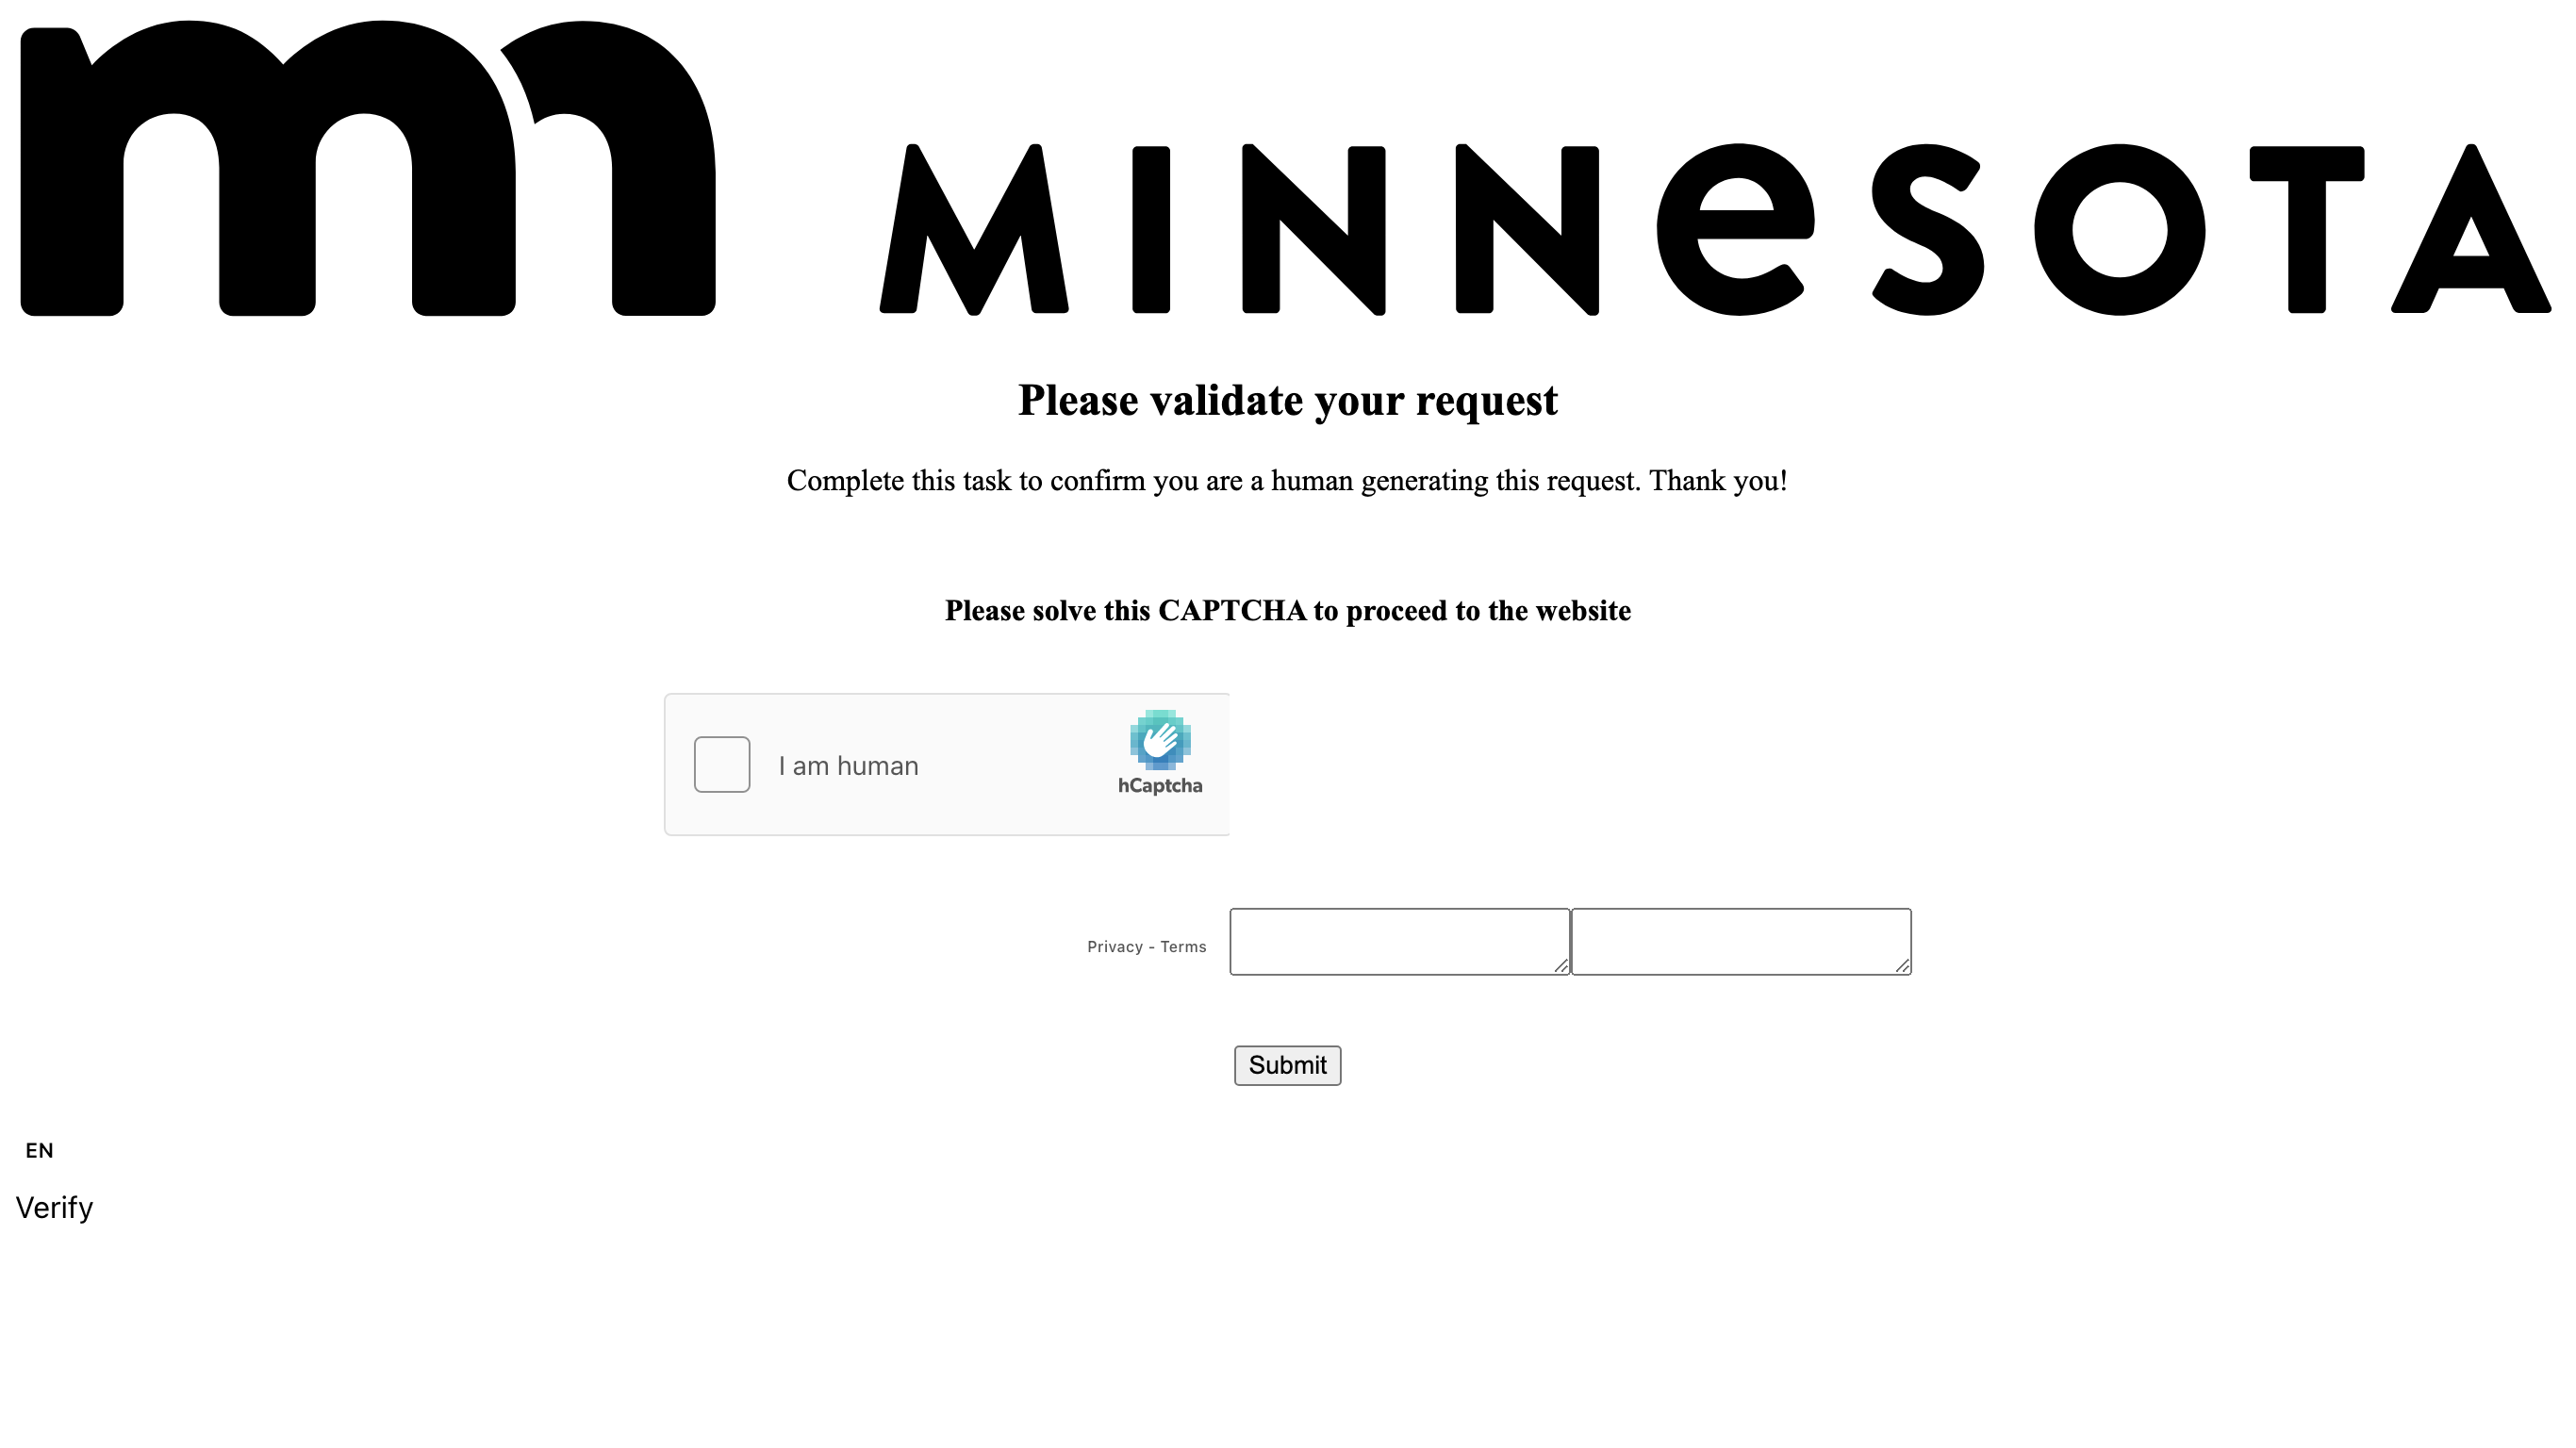 mn MINNeSOTA
Please validate your request
Complete this task to confirm you are a human generating this request. Thank you!
Please solve this CAPTCHA to proceed to the website
I am human
hCaptcha
Privacy - Terms
Submit
EN
Verify